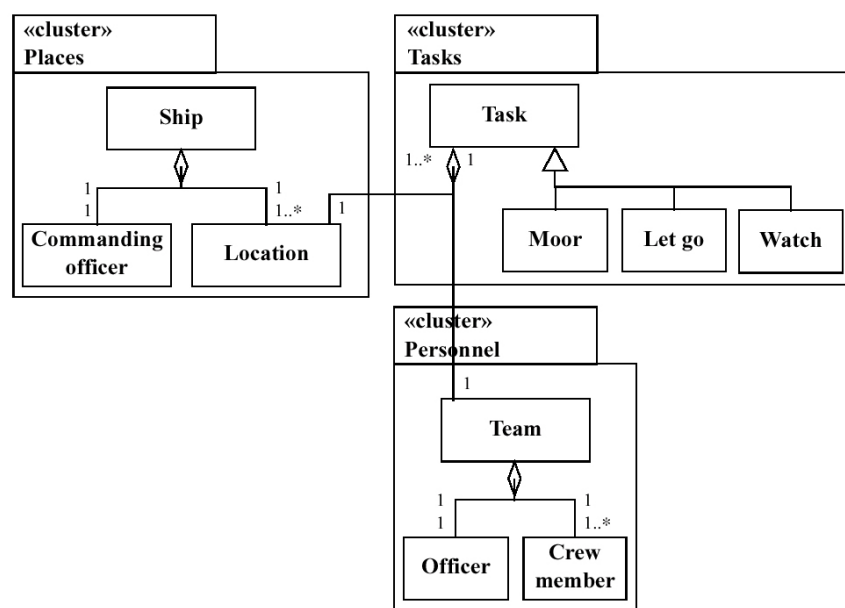 «cluster»
Places
Ship
1
1
1
1..*
Commanding
officer
Location
1
«cluster»
Tasks
Task
1..*
1
Moor
Let go
Watch
«cluster»
Personnel
1
Team
1
1
1
1..*
Officer
Crew
member